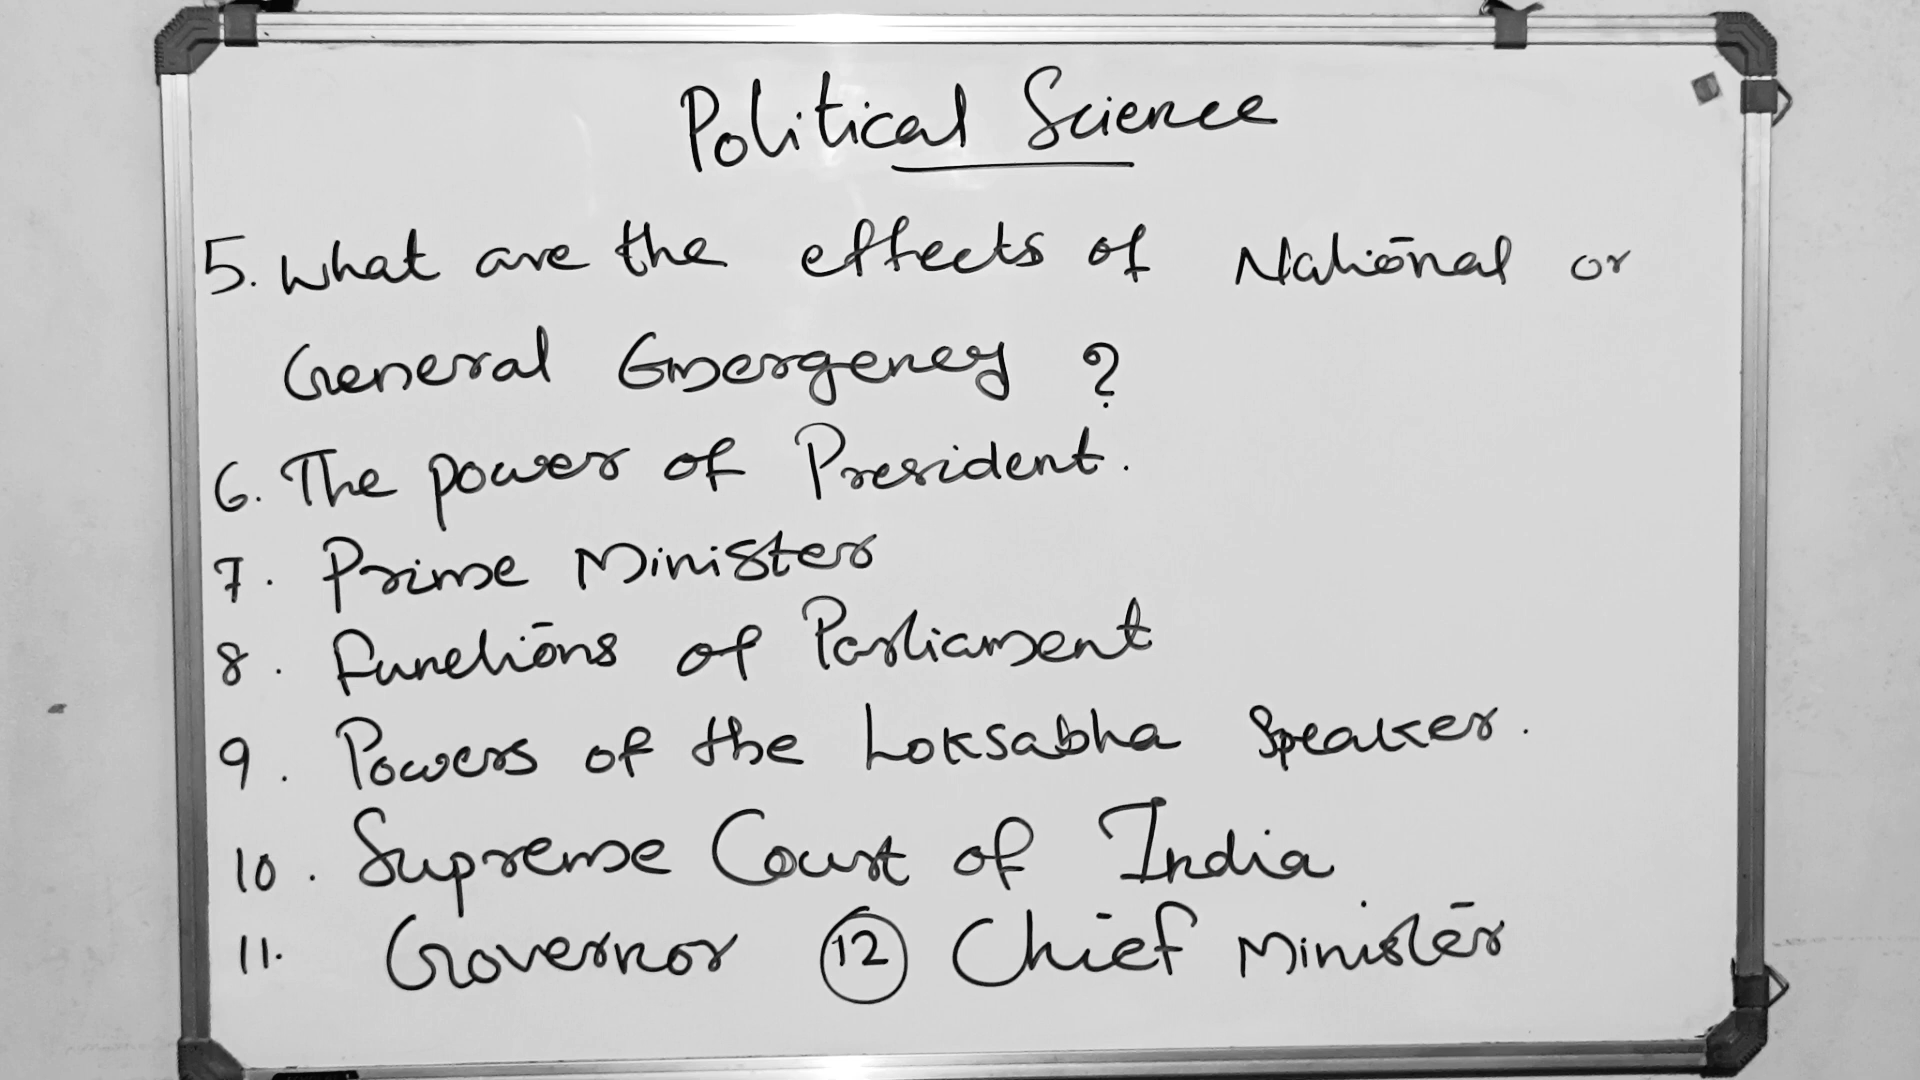 Political Science
5. What are the effects of National or
General Emergency ?
6. The power of President.
7. Prime Minister
8. Functions of Parliament
9. Powers of the Loksabha Speaker.
10. Supreme Court of India
11. Governor 12 Chief Minister